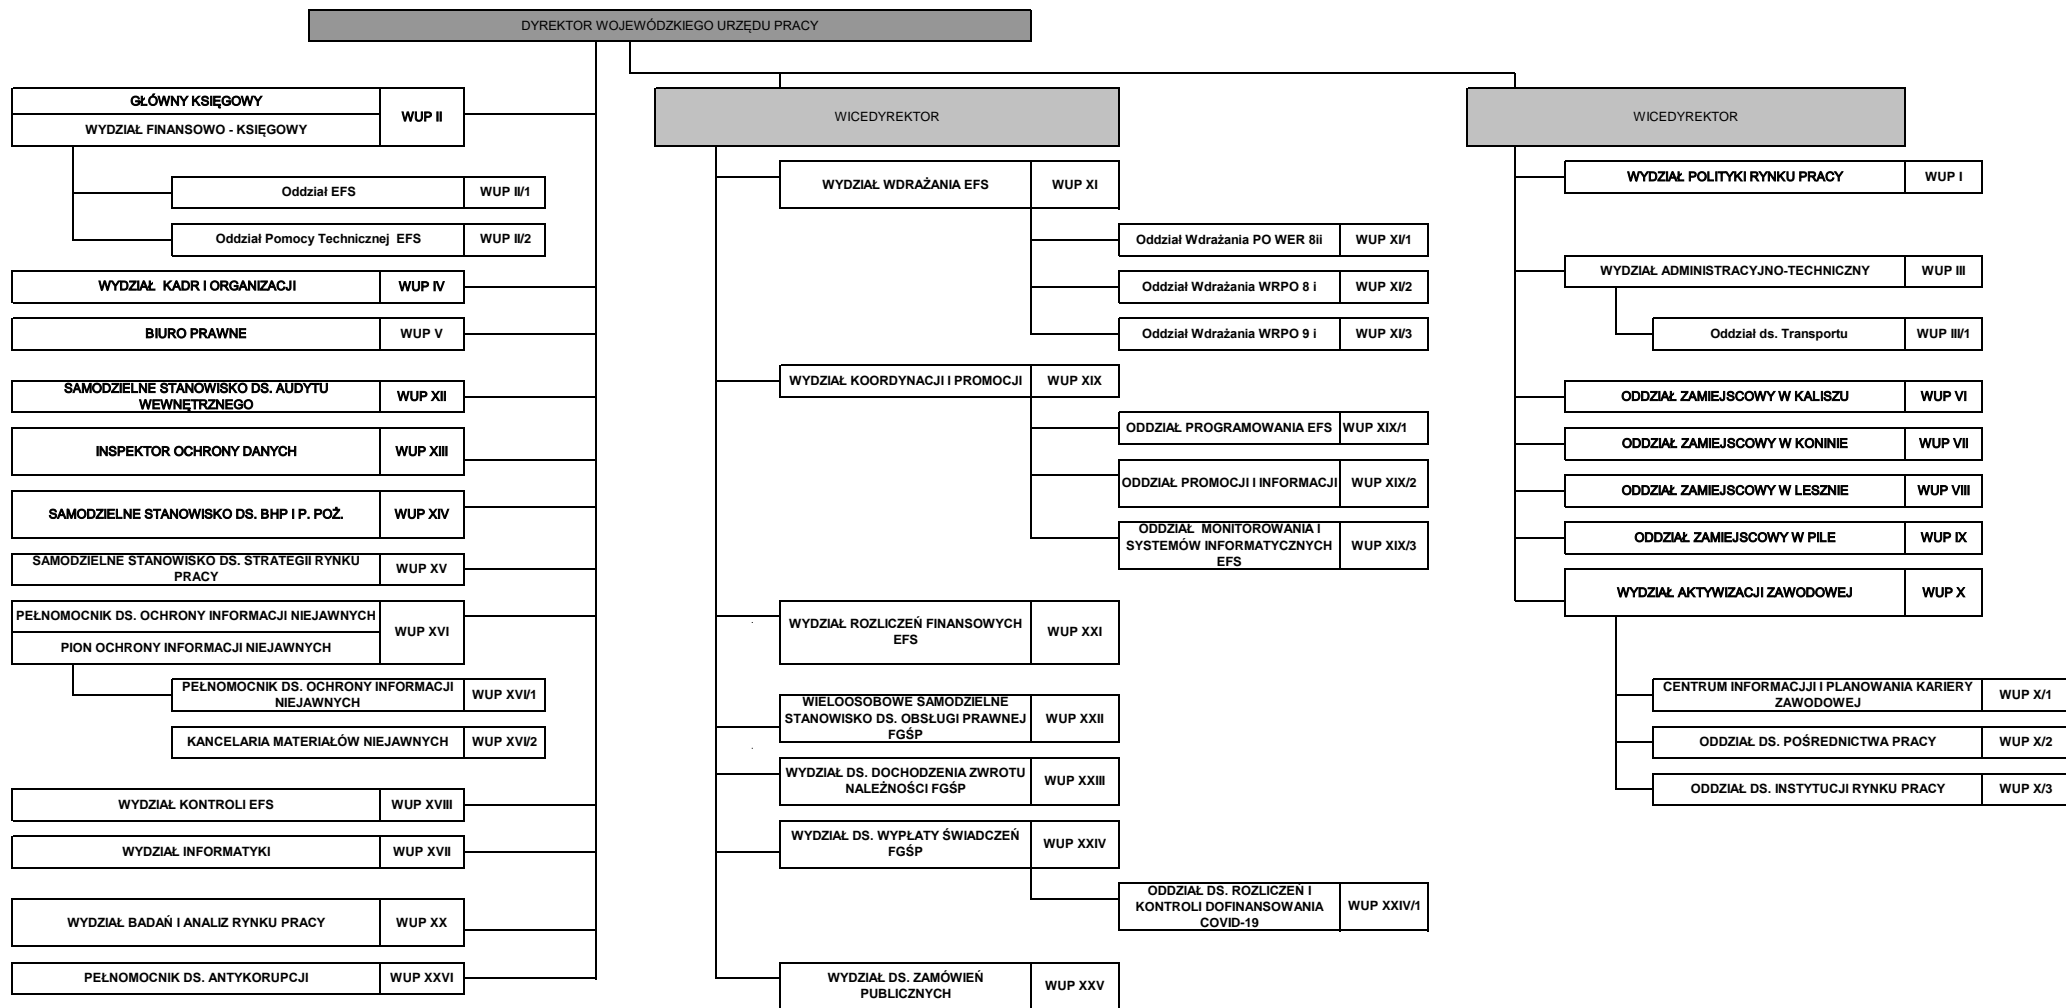 DYREKTOR WOJEWÓDZKIEGO URZĘDU PRACY
GŁÓWNY KSIĘGOWY
WYDZIAŁ FINANSOWO - KSIĘGOWY
WUP II
Oddział EFS
WUP II/1
Oddział Pomocy Technicznej EFS
WUP II/2
WYDZIAŁ KADR I ORGANIZACJI
WUP IV
BIURO PRAWNE
WUP V
SAMODZIELNE STANOWISKO DS. AUDYTU
WEWNĘTRZNEGO
WUP XII
INSPEKTOR OCHRONY DANYCH
WUP XIII
SAMODZIELNE STANOWISKO DS. BHP I P. POŻ.
WUP XIV
SAMODZIELNE STANOWISKO DS. STRATEGII RYNKU
PRACY
WUP XV
PEŁNOMOCNIK DS. OCHRONY INFORMACJI NIEJAWNYCH
PION OCHRONY INFORMACJI NIEJAWNYCH
WUP XVI
PEŁNOMOCNIK DS. OCHRONY INFORMACJI
NIEJAWNYCH
WUP XVI/1
KANCELARIA MATERIAŁÓW NIEJAWNYCH
WUP XVI/2
WYDZIAŁ KONTROLI EFS
WUP XVIII
WYDZIAŁ INFORMATYKI
WUP XVII
WYDZIAŁ BADAŃ I ANALIZ RYNKU PRACY
WUP XX
PEŁNOMOCNIK DS. ANTYKORUPCJI
WUP XXVI
WICEDYREKTOR
WYDZIAŁ WDRAŻANIA EFS
WUP XI
Oddział Wdrażania PO WER 8ii
WUP XI/1
Oddział Wdrażania WRPO 8 i
WUP XI/2
Oddział Wdrażania WRPO 9 i
WUP XI/3
WYDZIAŁ KOORDYNACJI I PROMOCJI
WUP XIX
ODDZIAŁ PROGRAMOWANIA EFS
WUP XIX/1
ODDZIAŁ PROMOCJI I INFORMACJI
WUP XIX/2
ODDZIAŁ MONITOROWANIA I
SYSTEMÓW INFORMATYCZNYCH
EFS
WUP XIX/3
WYDZIAŁ ROZLICZEŃ FINANSOWYCH
EFS
WUP XXI
WIELOOSOBOWE SAMODZIELNE
STANOWISKO DS. OBSŁUGI PRAWNEJ
FGŚP
WUP XXII
WYDZIAŁ DS. DOCHODZENIA ZWROTU
NALEŻNOŚCI FGŚP
WUP XXIII
WYDZIAŁ DS. WYPŁATY ŚWIADCZEŃ
FGŚP
WUP XXIV
ODDZIAŁ DS. ROZLICZEŃ I
KONTROLI DOFINANSOWANIA
COVID-19
WUP XXIV/1
WYDZIAŁ DS. ZAMÓWIEŃ
PUBLICZNYCH
WUP XXV
WICEDYREKTOR
WYDZIAŁ POLITYKI RYNKU PRACY
WUP I
WYDZIAŁ ADMINISTRACYJNO-TECHNICZNY
WUP III
Oddział ds. Transportu
WUP III/1
ODDZIAŁ ZAMIEJSCOWY W KALISZU
WUP VI
ODDZIAŁ ZAMIEJSCOWY W KONINIE
WUP VII
ODDZIAŁ ZAMIEJSCOWY W LESZNIE
WUP VIII
ODDZIAŁ ZAMIEJSCOWY W PILE
WUP IX
WYDZIAŁ AKTYWIZACJI ZAWODOWEJ
WUP X
CENTRUM INFORMACJJI I PLANOWANIA KARIERY
ZAWODOWEJ
WUP X/1
ODDZIAŁ DS. POŚREDNICTWA PRACY
WUP X/2
ODDZIAŁ DS. INSTYTUCJI RYNKU PRACY
WUP X/3